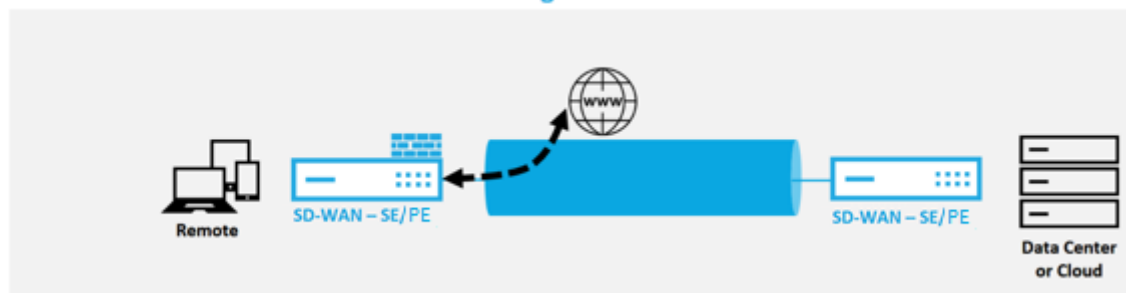 www
Remote
SD-WAN – SE/PE
SD-WAN – SE/PE
Data Center
or Cloud